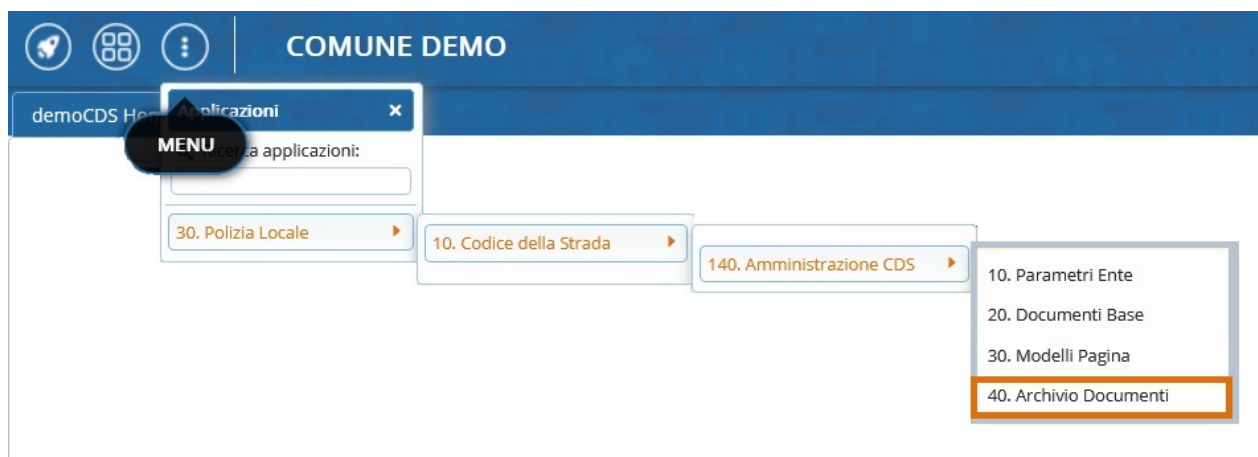 COMUNE DEMO
demoCDS Hom
Applicazioni ×
MENU
Ricerca applicazioni:
30. Polizia Locale
10. Codice della Strada
140. Amministrazione CDS
10. Parametri Ente
20. Documenti Base
30. Modelli Pagina
40. Archivio Documenti